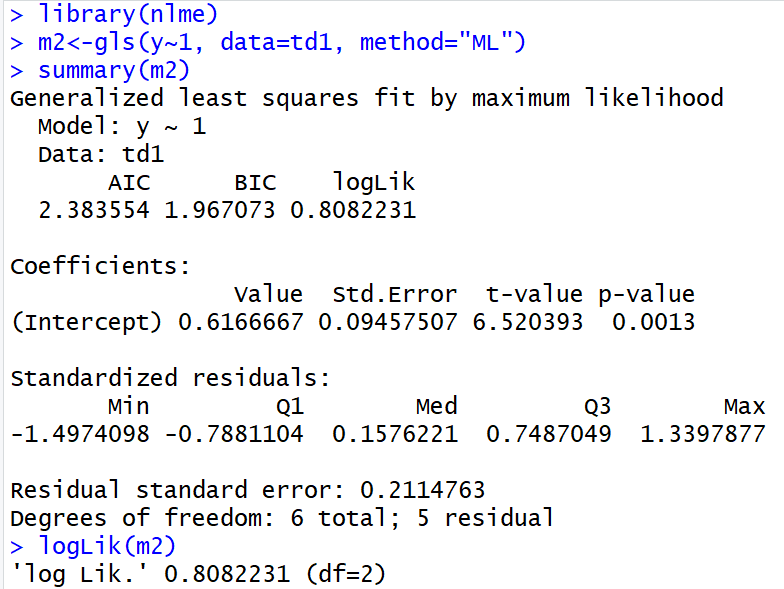 > library(nlme)
> m2<-gls(y~1, data=td1, method="ML")
> summary(m2)
Generalized least squares fit by maximum likelihood
  Model: y ~ 1
  Data: td1
       AIC      BIC    logLik
  2.383554 1.967073 0.8082231

Coefficients:
                Value  Std.Error  t-value p-value
(Intercept) 0.6166667 0.09457507 6.520393  0.0013

Standardized residuals:
       Min         Q1        Med         Q3        Max
-1.4974098 -0.7881104  0.1576221  0.7487049  1.3397877

Residual standard error: 0.2114763
Degrees of freedom: 6 total; 5 residual
> logLik(m2)
'log Lik.' 0.8082231 (df=2)